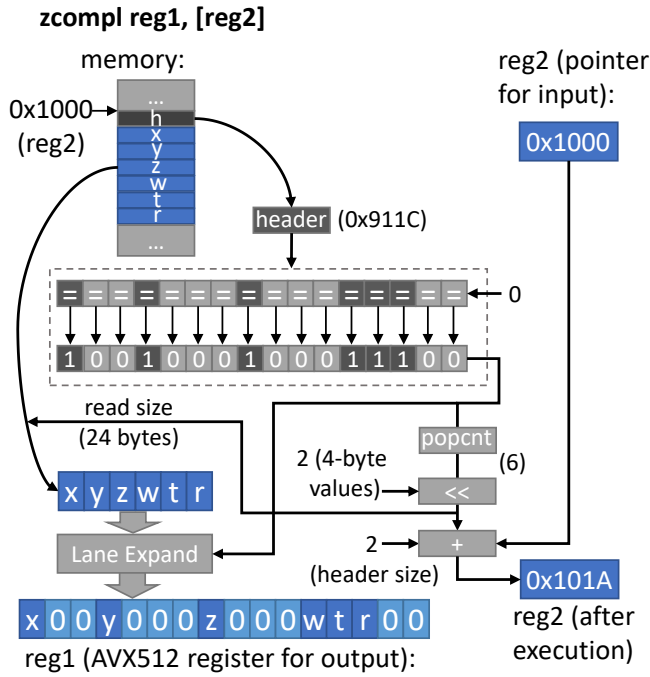 zcompl reg1, [reg2]
memory:
reg2 (pointer
for input):
...
0x1000
h
(reg2)
x
y
z
w
t
r
...
0x1000
header
(0x911C)
= = = = = = = = = = = = = = = =
0
1 0 0 1 0 0 0 1 0 0 0 1 1 1 0 0
read size
(24 bytes)
popcnt
(6)
2 (4-byte
values)
<<
x y z w t r
Lane Expand
2
+
(header size)
0x101A
x 0 0 y 0 0 0 z 0 0 0 w t r 0 0
reg2 (after
execution)
reg1 (AVX512 register for output):